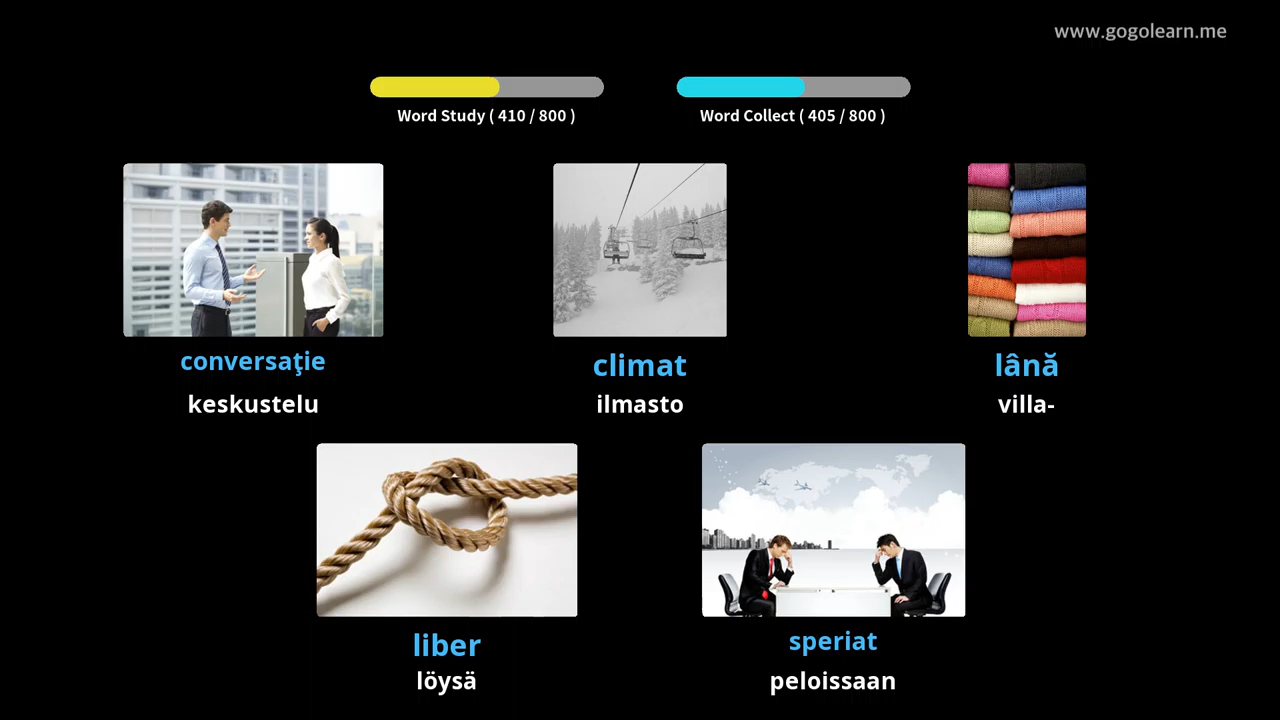 www.gogolearn.me
Word Study ( 410 / 800 )
Word Collect ( 405 / 800 )
conversaţie
keskustelu
climat
ilmasto
lână
villa-
liber
löysä
speriat
peloissaan